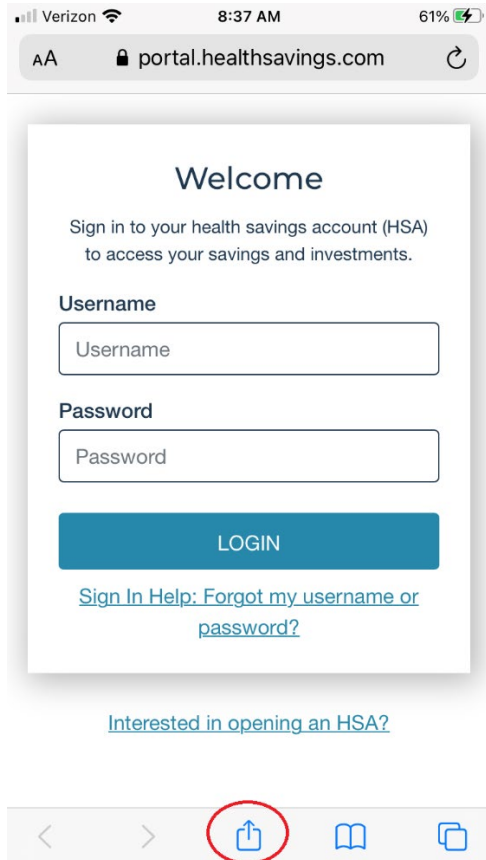 Verizon 8:37 AM 61%
AA portal.healthsavings.com
Welcome
Sign in to your health savings account (HSA)
to access your savings and investments.
Username
Username
Password
Password
LOGIN
Sign In Help: Forgot my username or
password?
Interested in opening an HSA?